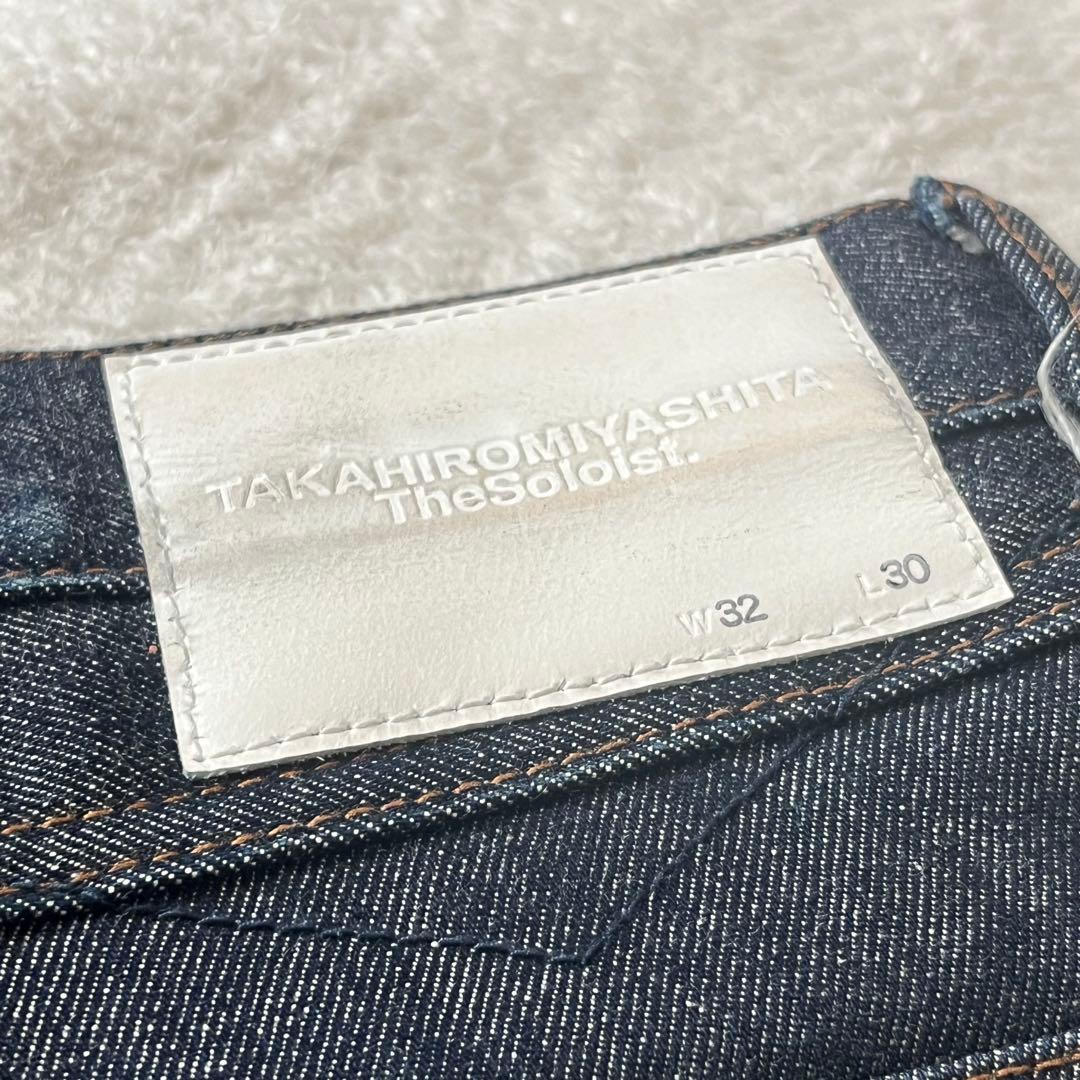 TAKAHIROMIYASHITA
TheSoloist.
W32 L30